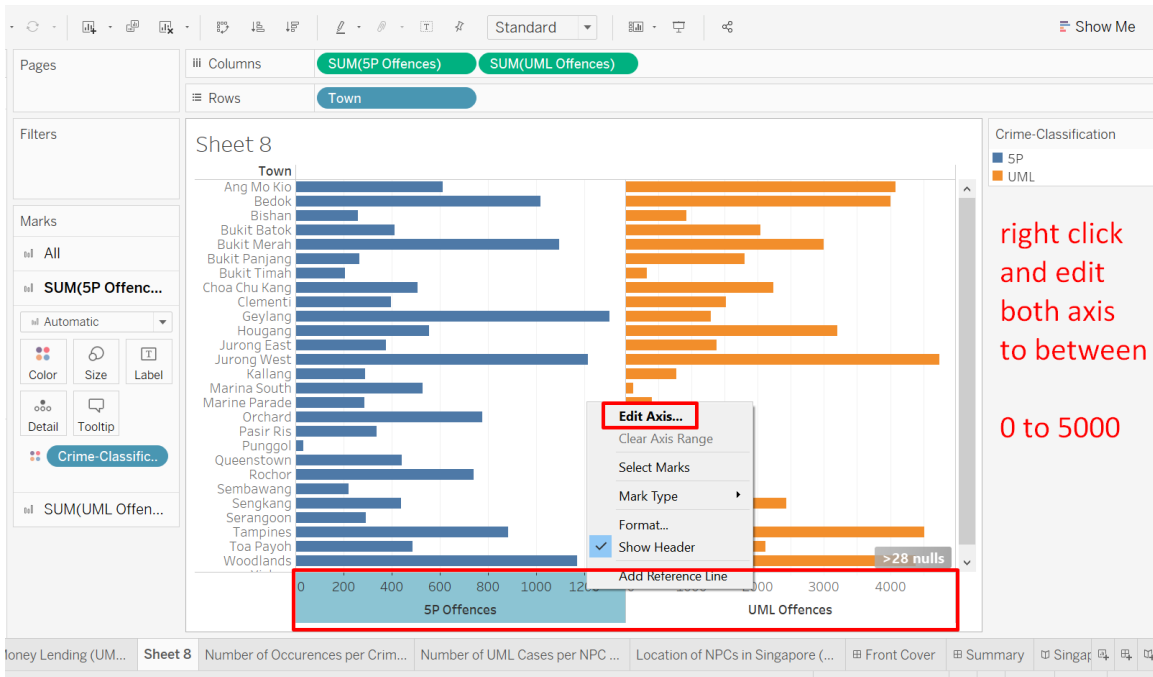 Standard
Show Me
Pages
iii Columns
SUM(5P Offences)
SUM(UML Offences)
Rows
Town
Filters
Sheet 8
Crime-Classification
5P
UML
Town
Ang Mo Kio
Bedok
Bishan
Bukit Batok
Bukit Merah
Bukit Panjang
Bukit Timah
Choa Chu Kang
Clementi
Geylang
Hougang
Jurong East
Jurong West
Kallang
Marina South
Marine Parade
Orchard
Pasir Ris
Punggol
Queenstown
Rochor
Sembawang
Sengkang
Serangoon
Tampines
Toa Payoh
Woodlands
Marks
All
SUM(5P Offenc...
Automatic
Color
Size
T
Label
Detail
Tooltip
Crime-Classific..
SUM(UML Offen...
right click
and edit
both axis
to between
0 to 5000
Edit Axis...
Clear Axis Range
Select Marks
Mark Type
Format...
Show Header
Add Reference Line
>28 nulls
0 200 400 600 800 1000
2000 3000 4000
5P Offences
UML Offences
Money Lending (UM...
Sheet 8
Number of Occurences per Crim...
Number of UML Cases per NPC ...
Location of NPCs in Singapore (...
Front Cover
Summary
Singap